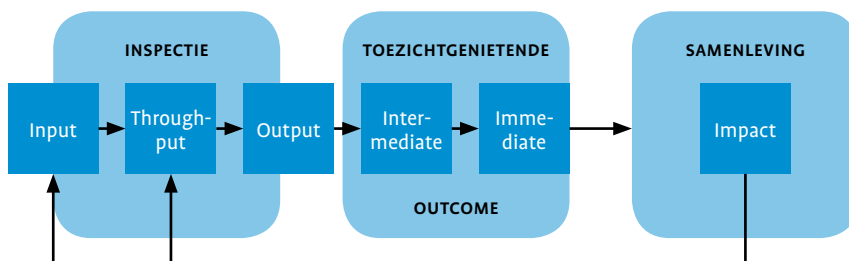 INSPECTIE
TOEZICHTGENIETENDE
SAMENLEVING
Input
Through-
put
Output
Inter-
mediate
Imme-
diate
Impact
OUTCOME